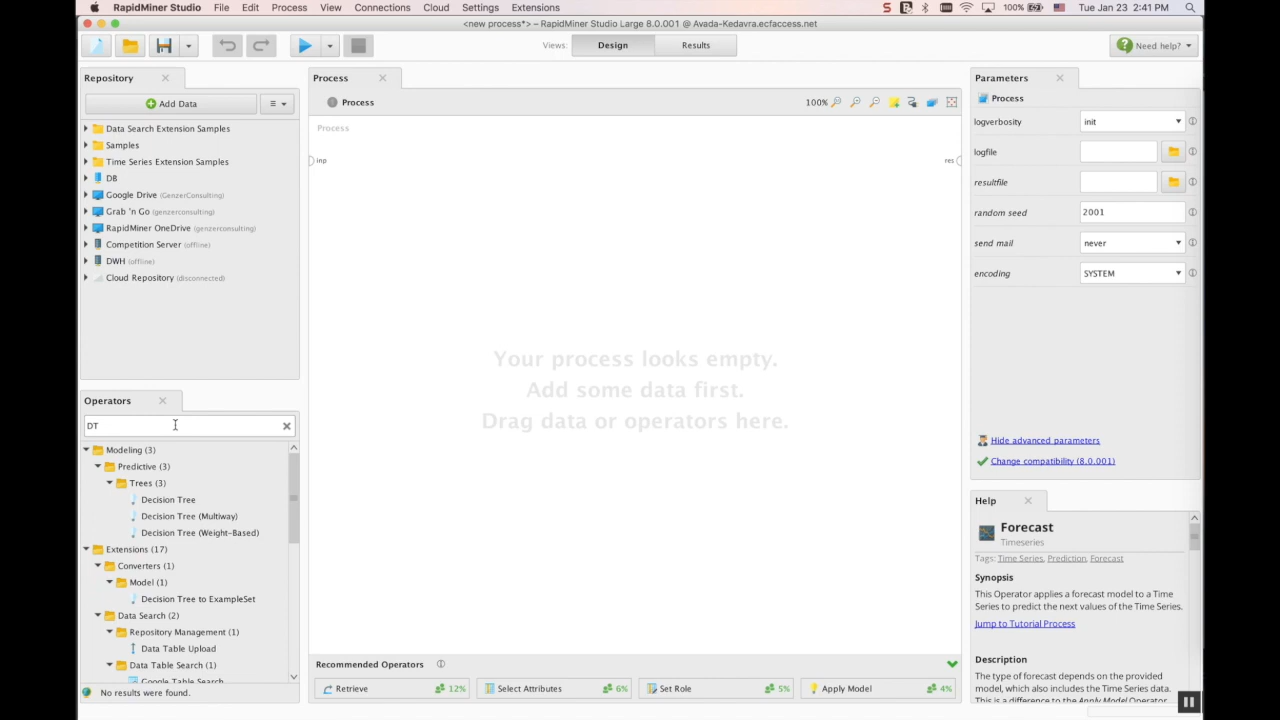 RapidMiner Studio File Edit Process View Connections Cloud Settings Extensions 100% Tue Jan 23 2:41 PM
<new process*> – RapidMiner Studio Large 8.0.001 @ Avada-Kedavra.ecfaccess.net
Views: Design Results Need help?
Repository
Add Data
Data Search Extension Samples
Samples
Time Series Extension Samples
DB
Google Drive (GenzerConsulting)
Grab 'n Go (genzerconsulting)
RapidMiner OneDrive (genzerconsulting)
Competition Server (offline)
DWH (offline)
Cloud Repository (disconnected)
Operators
DT
Modeling (3)
Predictive (3)
Trees (3)
Decision Tree
Decision Tree (Multiway)
Decision Tree (Weight-Based)
Extensions (17)
Converters (1)
Model (1)
Decision Tree to ExampleSet
Data Search (2)
Repository Management (1)
Data Table Upload
Data Table Search (1)
Google Table Search
No results were found.
Process
Process 100%
Process
inp res
Your process looks empty.
Add some data first.
Drag data or operators here.
Recommended Operators
Retrieve 12% Select Attributes 6% Set Role 5% Apply Model 4%
Parameters
Process
logverbosity init
logfile
resultfile
random seed 2001
send mail never
encoding SYSTEM
Hide advanced parameters
Change compatibility (8.0.001)
Help
Forecast
Timeseries
Tags: Time Series, Prediction, Forecast
Synopsis
This Operator applies a forecast model to a Time
Series to predict the next values of the Time Series.
Jump to Tutorial Process
Description
The type of forecast depends on the provided
model, which also includes the Time Series data.
This is a difference to the Apply Model Operator